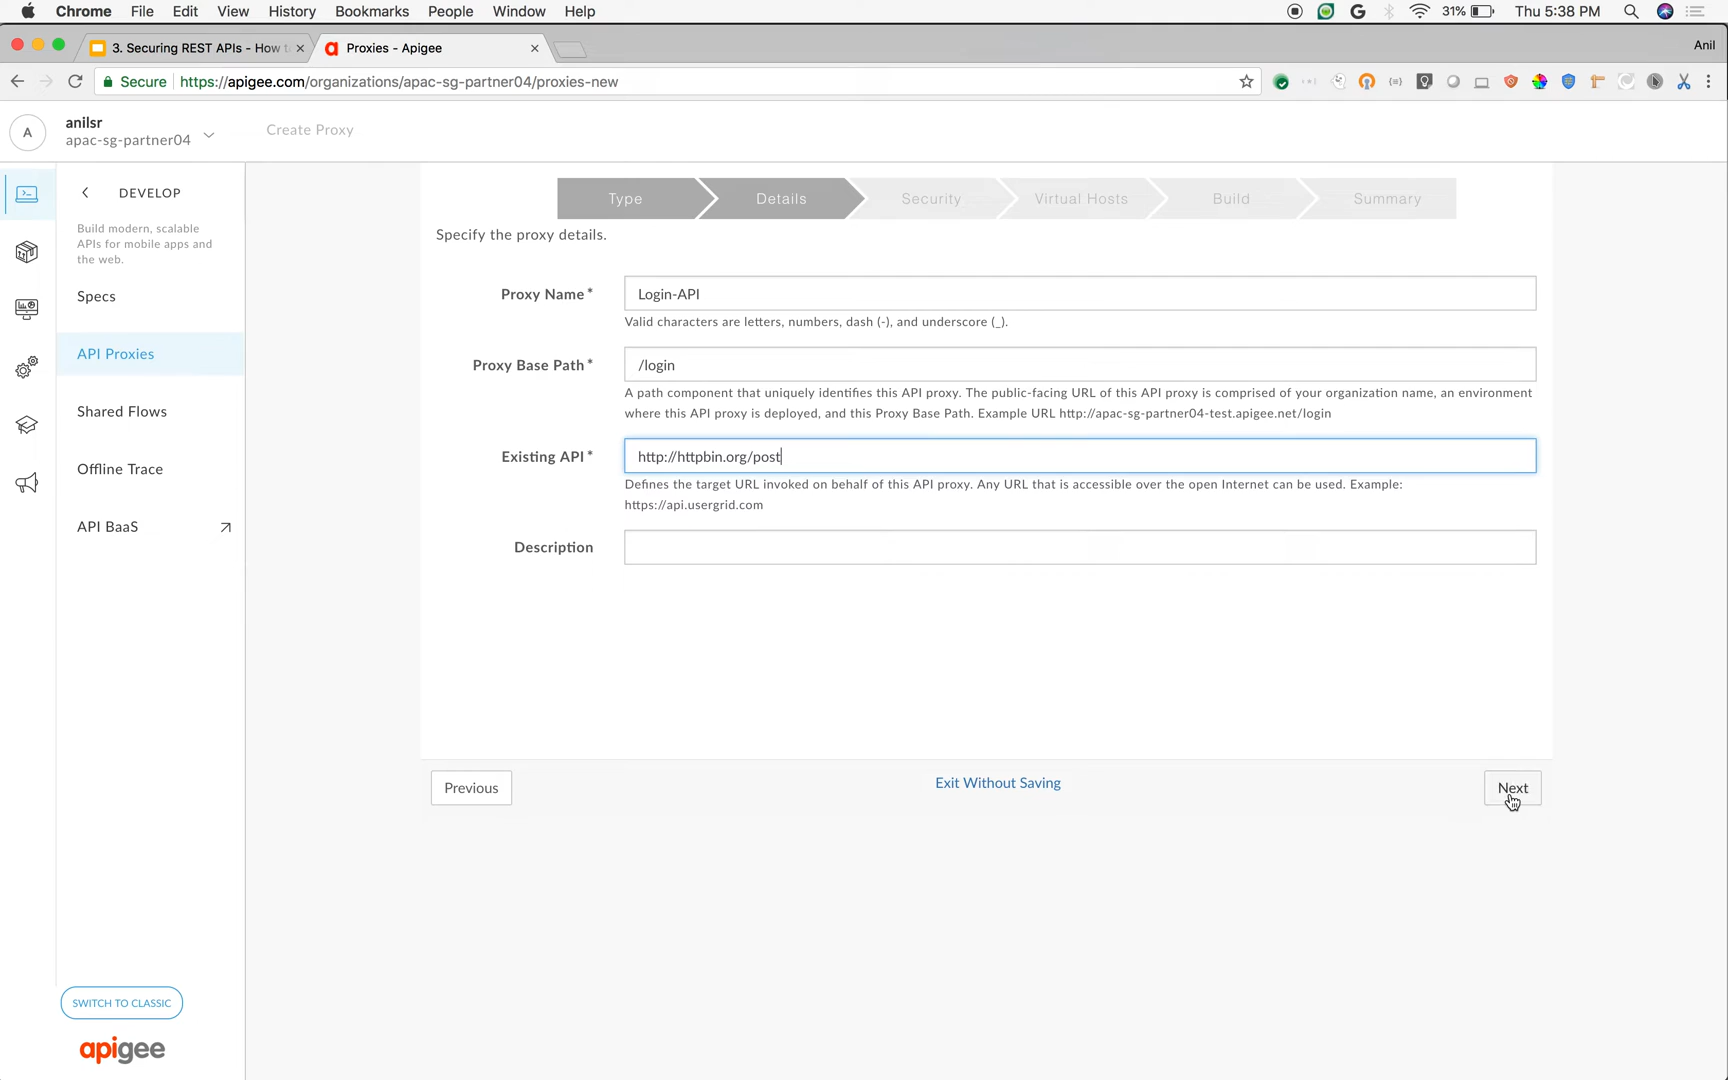 Chrome File Edit View History Bookmarks People Window Help 31% Thu 5:38 PM
3. Securing REST APIs - How t Proxies - Apigee Anil
Secure https://apigee.com/organizations/apac-sg-partner04/proxies-new
A anilsr Create Proxy
apac-sg-partner04
DEVELOP
Build modern, scalable
APIs for mobile apps and
the web.
Specs
API Proxies
Shared Flows
Offline Trace
API BaaS
SWITCH TO CLASSIC
apigee
Type Details Security Virtual Hosts Build Summary
Specify the proxy details.
Proxy Name* Login-API
Valid characters are letters, numbers, dash (-), and underscore (_).
Proxy Base Path* /login
A path component that uniquely identifies this API proxy. The public-facing URL of this API proxy is comprised of your organization name, an environment
where this API proxy is deployed, and this Proxy Base Path. Example URL http://apac-sg-partner04-test.apigee.net/login
Existing API* http://httpbin.org/post
Defines the target URL invoked on behalf of this API proxy. Any URL that is accessible over the open Internet can be used. Example:
https://api.usergrid.com
Description
Previous Exit Without Saving Next